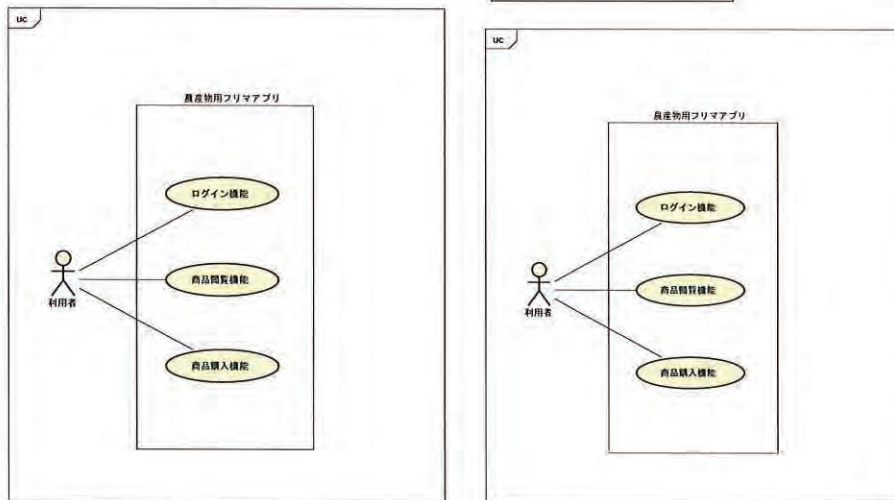 uc
農産物用フリマアプリ
ログイン機能
商品閲覧機能
商品購入機能
利用者
uc
農産物用フリマアプリ
ログイン機能
商品閲覧機能
商品購入機能
利用者